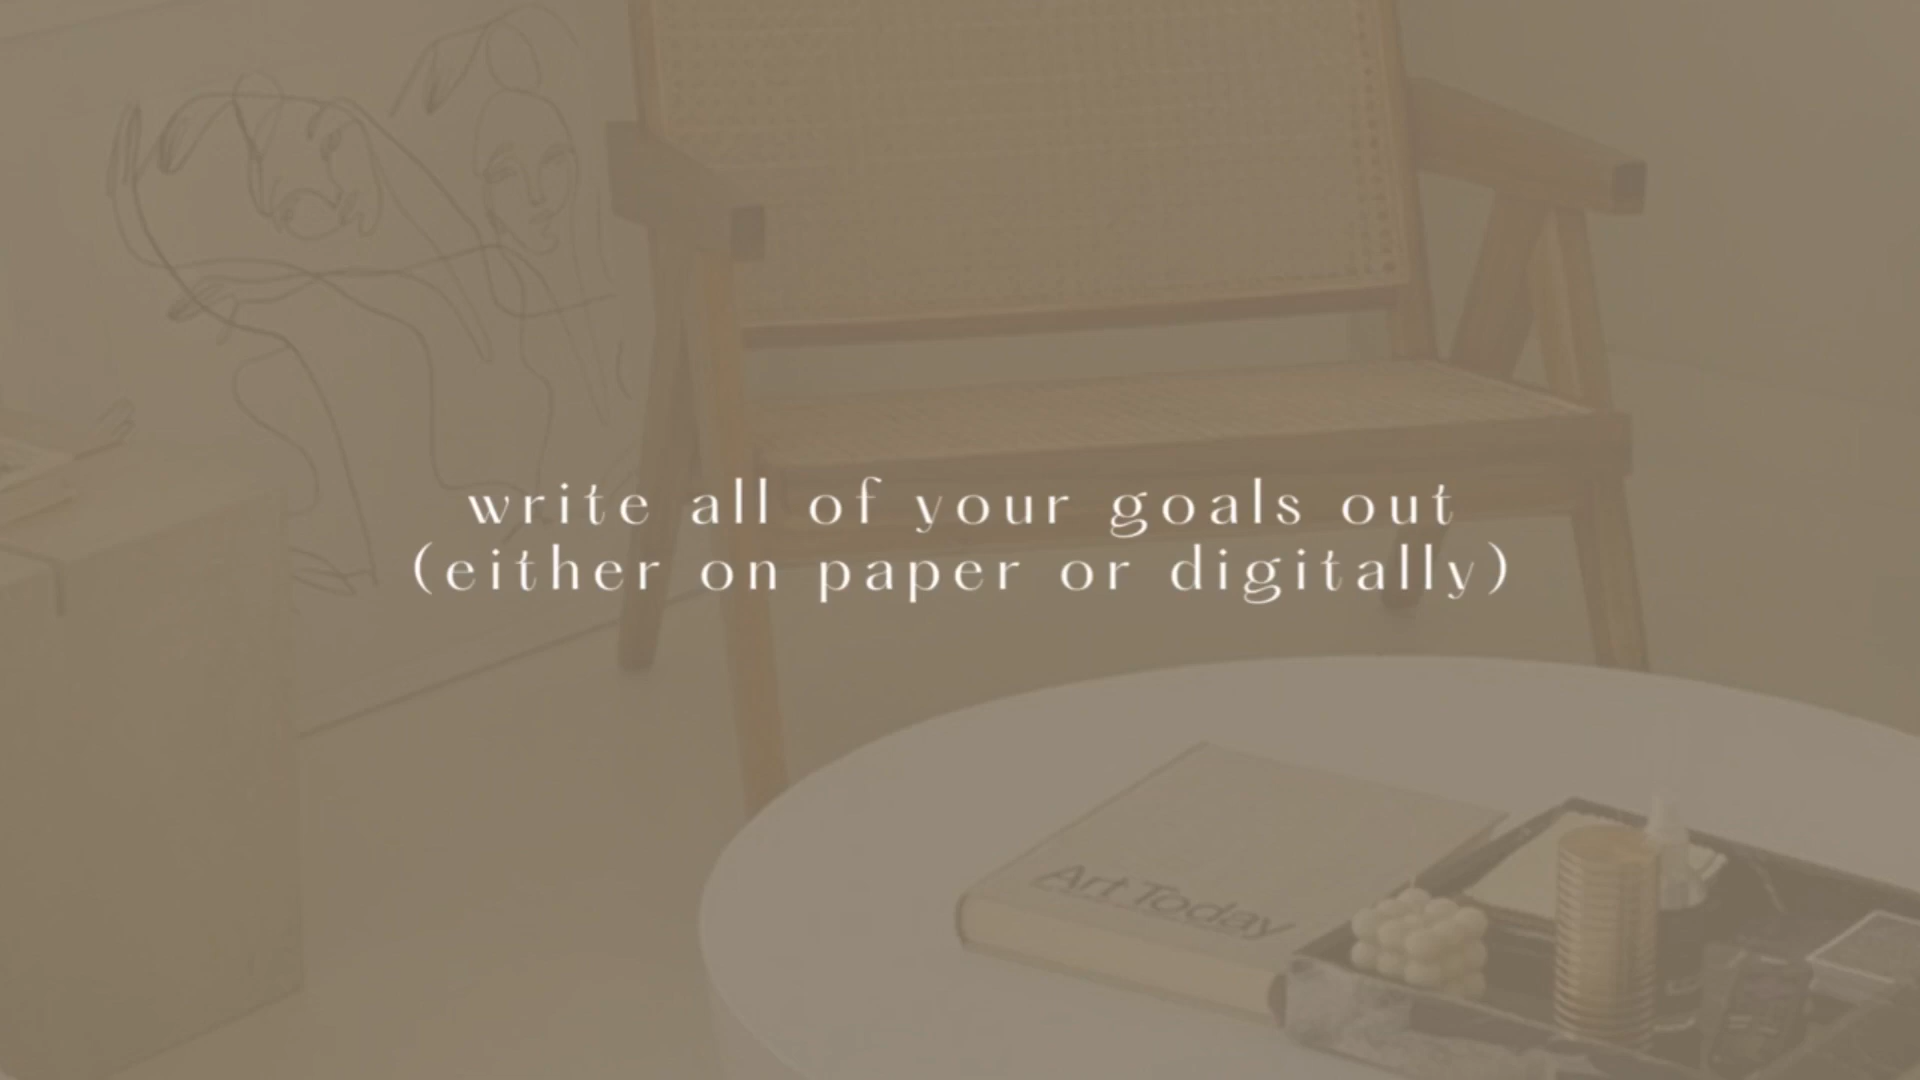 write all of your goals out
(either on paper or digitally)
Art Today